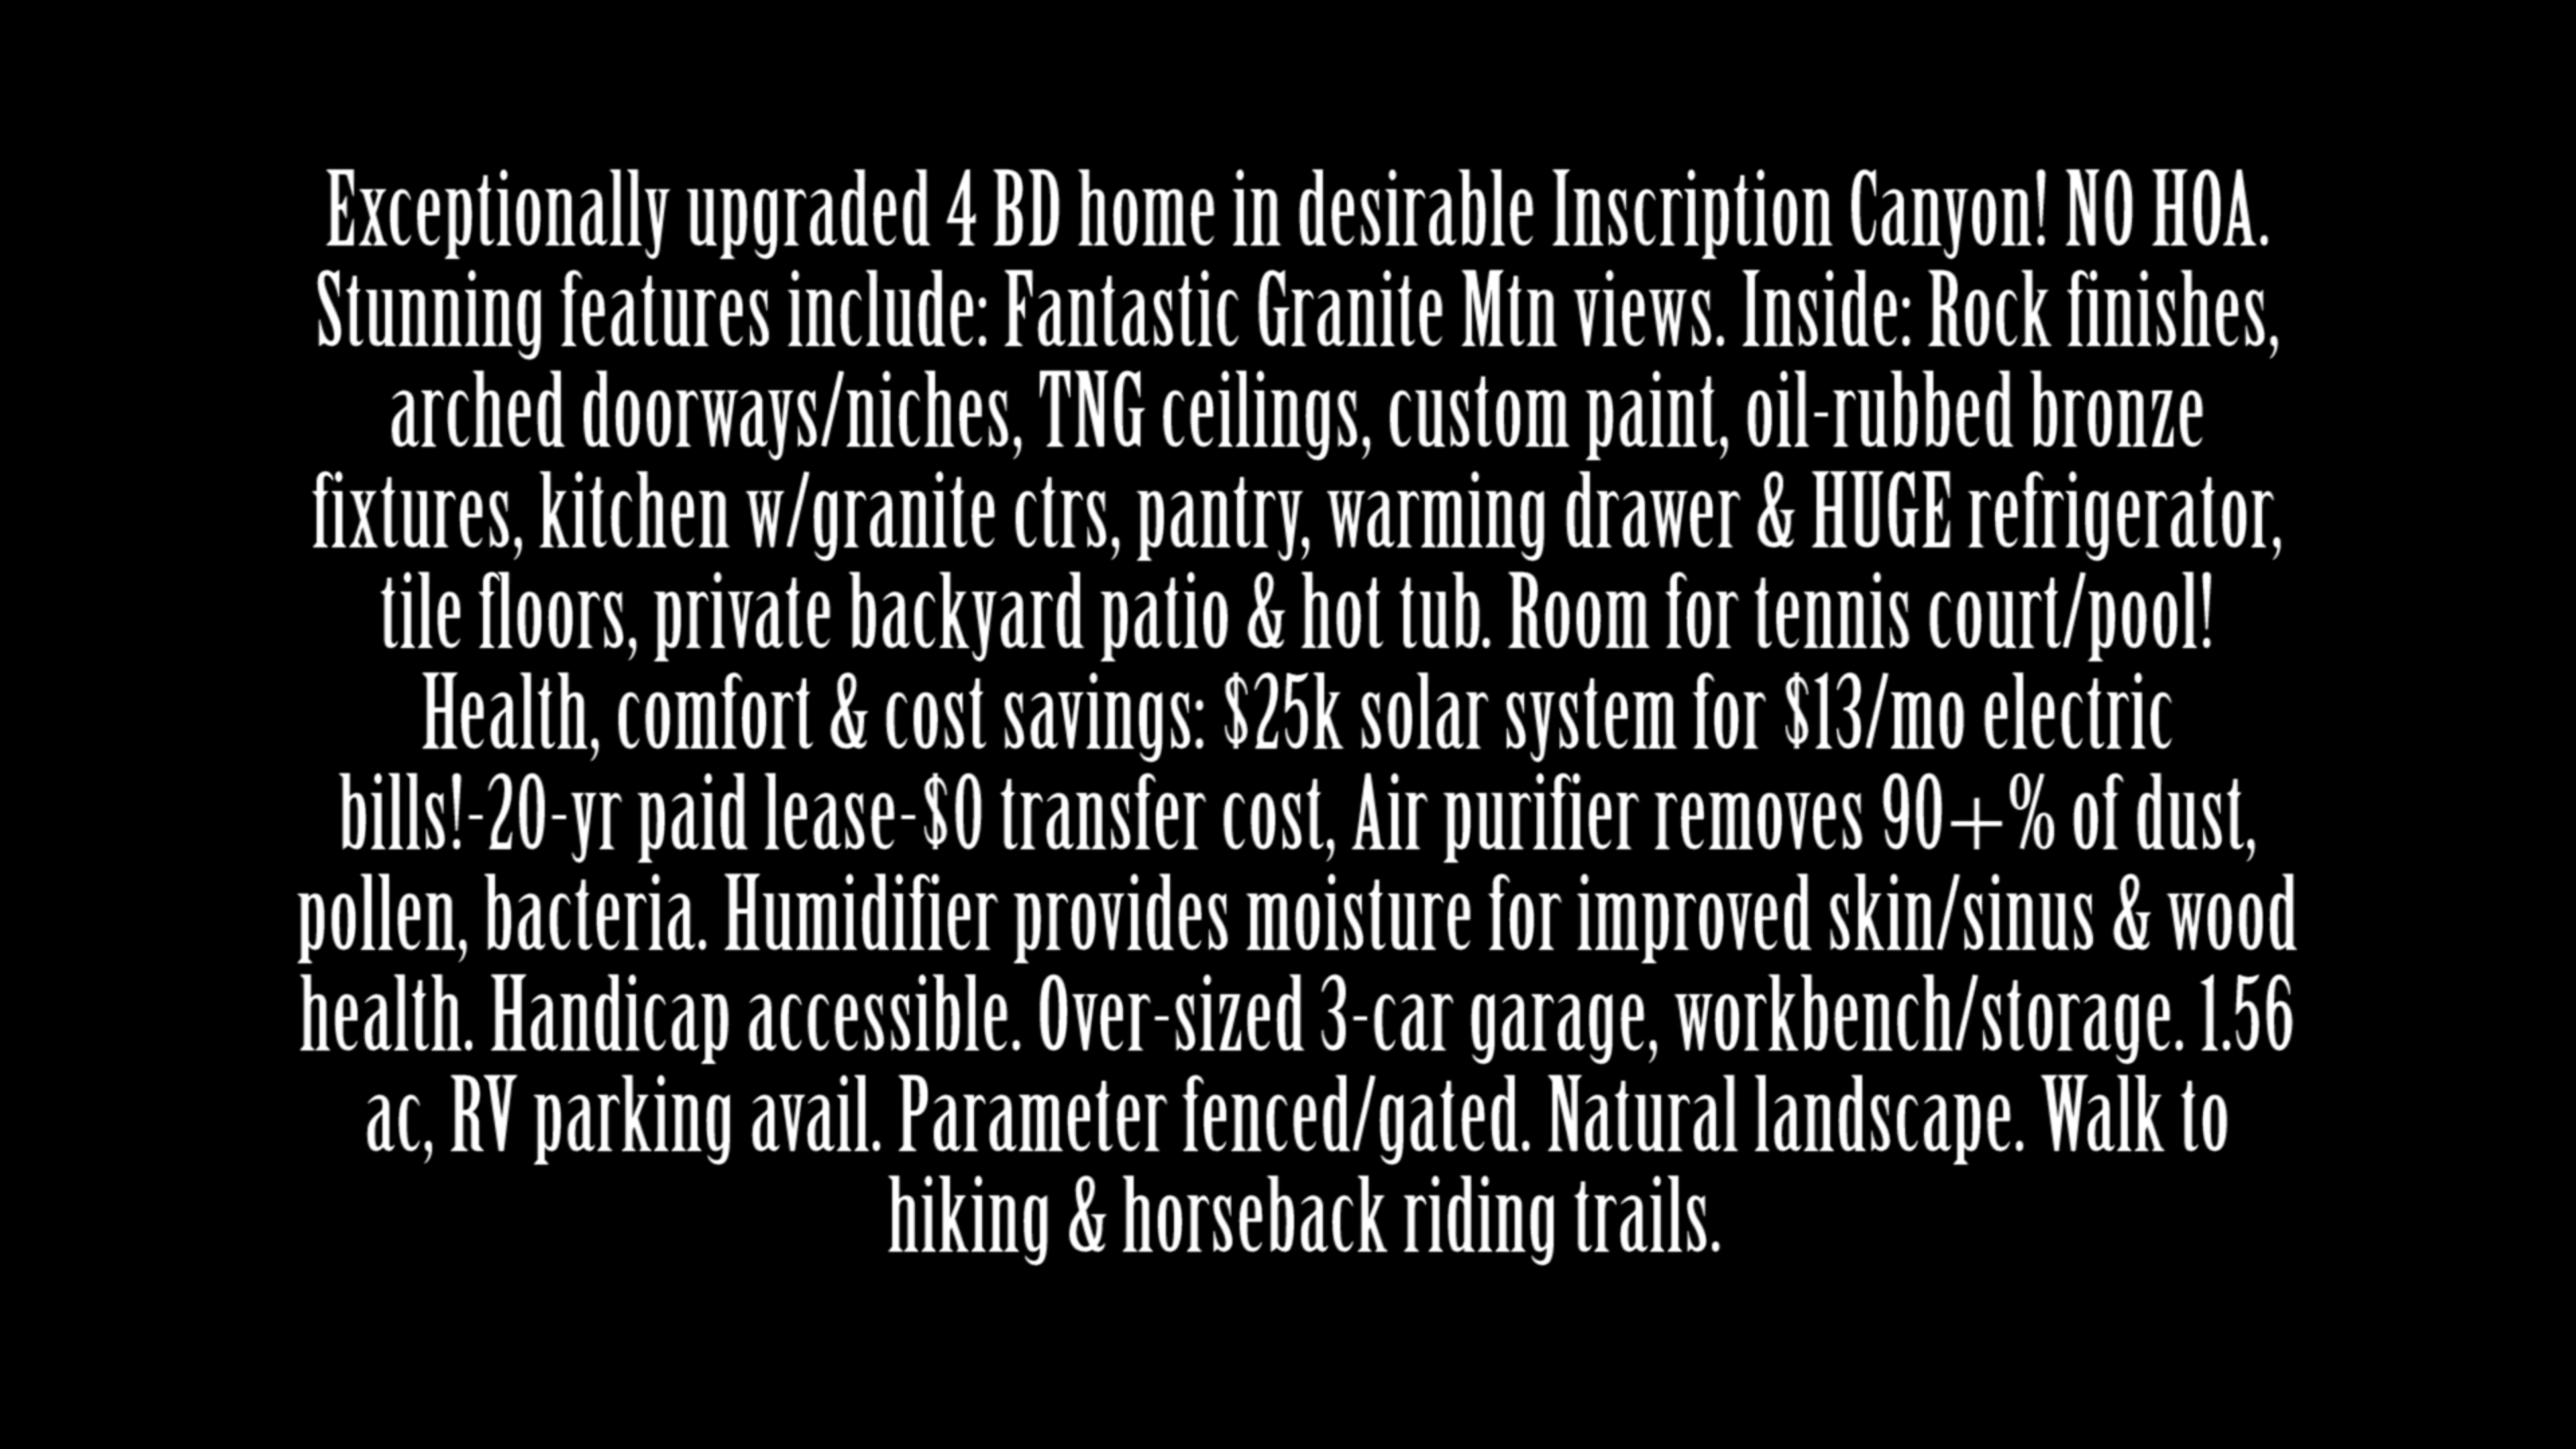 Exceptionally upgraded 4 BD home in desirable Inscription Canyon! NO HOA.
Stunning features include: Fantastic Granite Mtn views. Inside: Rock finishes,
arched doorways/niches, TNG ceilings, custom paint, oil-rubbed bronze
fixtures, kitchen w/granite ctrs, pantry, warming drawer & HUGE refrigerator,
tile floors, private backyard patio & hot tub. Room for tennis court/pool!
Health, comfort & cost savings: $25k solar system for $13/mo electric
bills!-20-yr paid lease-$0 transfer cost, Air purifier removes 90+% of dust,
pollen, bacteria. Humidifier provides moisture for improved skin/sinus & wood
health. Handicap accessible. Over-sized 3-car garage, workbench/storage. 1.56
ac, RV parking avail. Parameter fenced/gated. Natural landscape. Walk to
hiking & horseback riding trails.